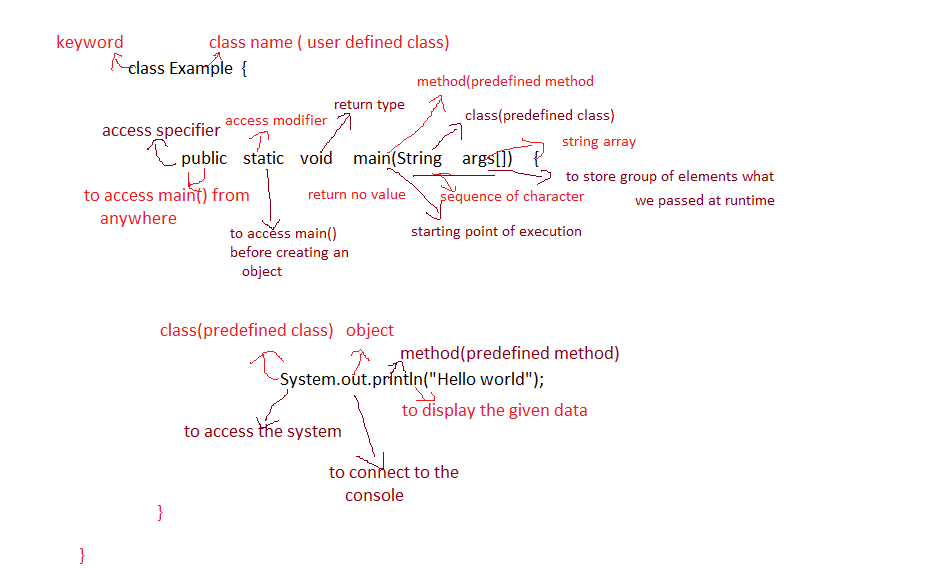 keyword class name ( user defined class)
class Example {
method(predefined method
return type class(predefined class)
access specifier access modifier string array
public static void main(String args[]) {
to store group of elements what
we passed at runtime
to access main() from
anywhere
return no value sequence of character
to access main()
before creating an
object
starting point of execution
class(predefined class) object
method(predefined method)
System.out.println("Hello world");
to display the given data
to access the system
to connect to the
console
}
}